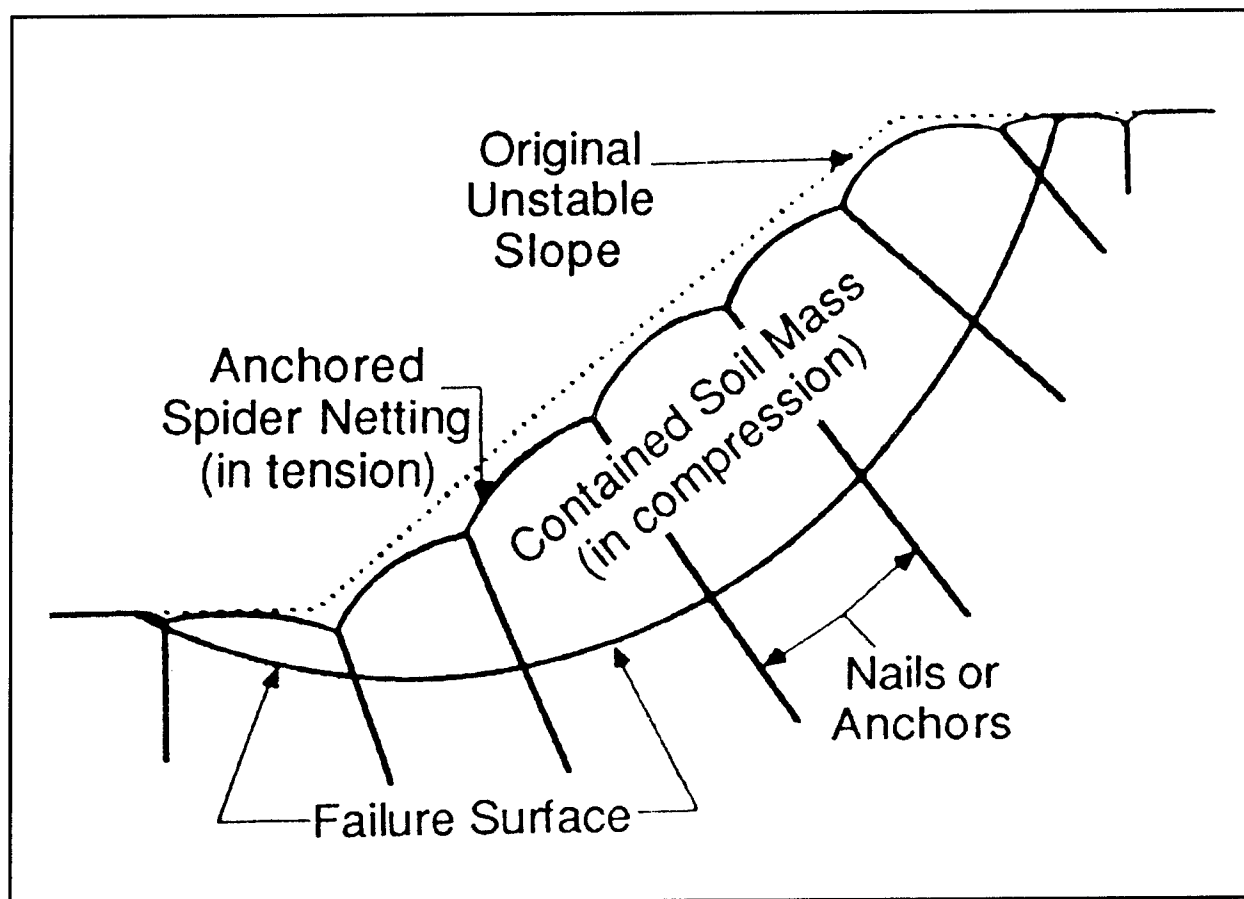 Original
Unstable
Slope
Anchored
Spider Netting
(in tension)
Contained Soil Mass
(in compression)
Nails or
Anchors
Failure Surface